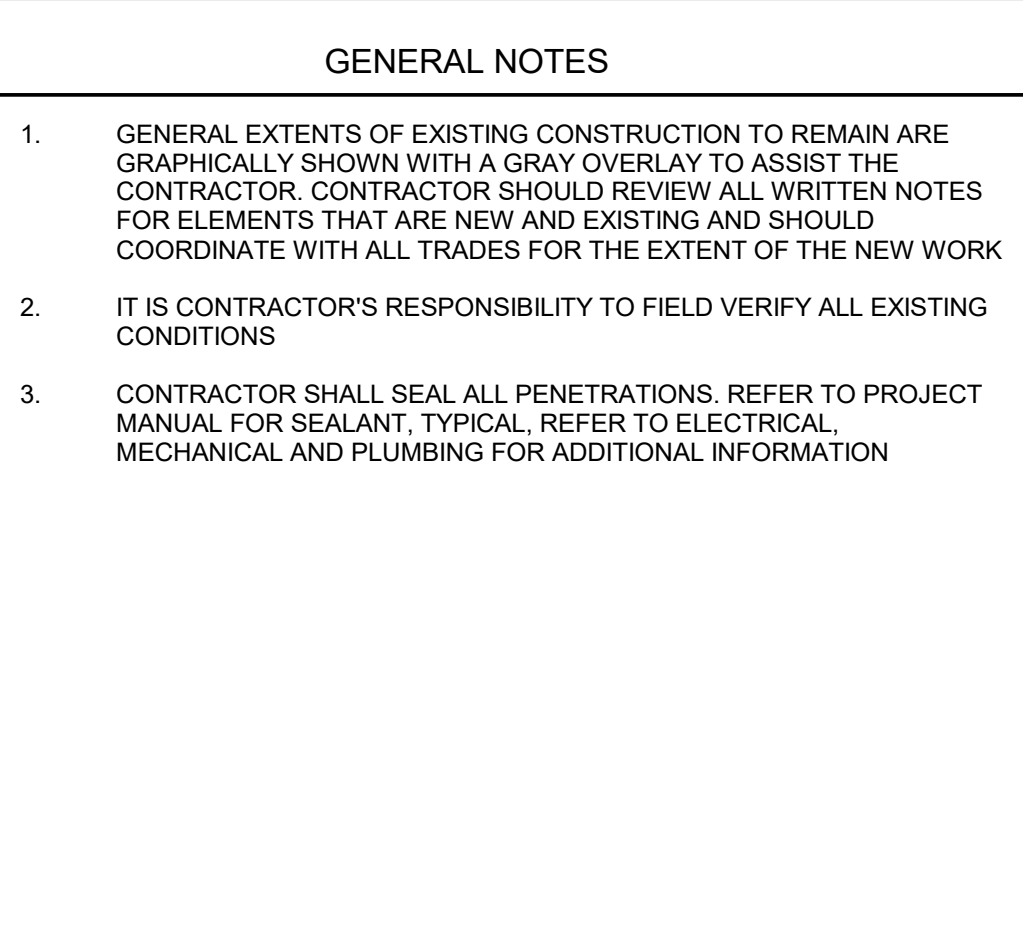 GENERAL NOTES
1. GENERAL EXTENTS OF EXISTING CONSTRUCTION TO REMAIN ARE
GRAPHICALLY SHOWN WITH A GRAY OVERLAY TO ASSIST THE
CONTRACTOR. CONTRACTOR SHOULD REVIEW ALL WRITTEN NOTES
FOR ELEMENTS THAT ARE NEW AND EXISTING AND SHOULD
COORDINATE WITH ALL TRADES FOR THE EXTENT OF THE NEW WORK
2. IT IS CONTRACTOR'S RESPONSIBILITY TO FIELD VERIFY ALL EXISTING
CONDITIONS
3. CONTRACTOR SHALL SEAL ALL PENETRATIONS. REFER TO PROJECT
MANUAL FOR SEALANT, TYPICAL, REFER TO ELECTRICAL,
MECHANICAL AND PLUMBING FOR ADDITIONAL INFORMATION